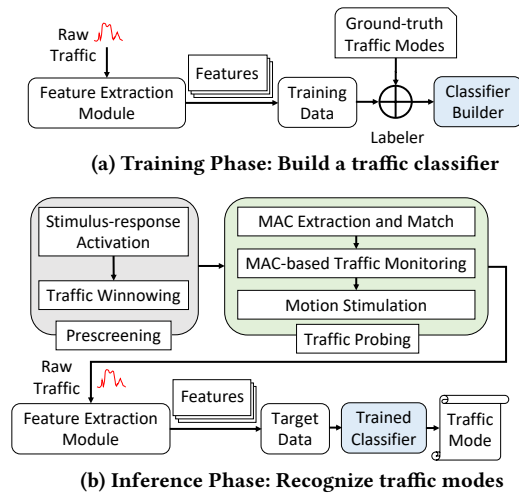 Raw
Traffic
Feature Extraction
Module
Features
Training
Data
Ground-truth
Traffic Modes
Labeler
Classifier
Builder
(a) Training Phase: Build a traffic classifier
Stimulus-response
Activation
Traffic Winnowing
Prescreening
MAC Extraction and Match
MAC-based Traffic Monitoring
Motion Stimulation
Traffic Probing
Raw
Traffic
Feature Extraction
Module
Features
Target
Data
Trained
Classifier
Traffic
Mode
(b) Inference Phase: Recognize traffic modes